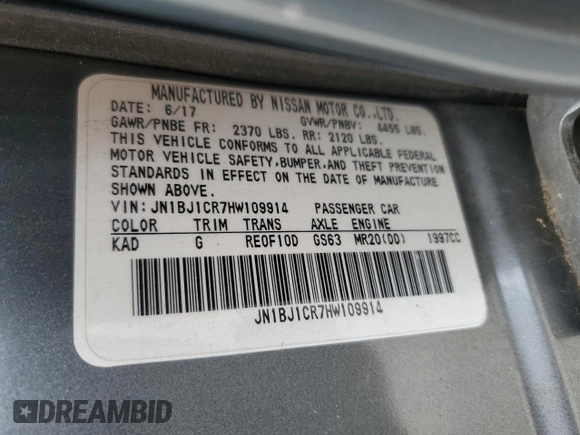 MANUFACTURED BY NISSAN MOTOR CO.,LTD.
DATE: 6/17 GVWR/PNBV: 4455 LBS.
GAWR/PNBE FR: 2370 LBS. RR: 2120 LBS.
THIS VEHICLE CONFORMS TO ALL APPLICABLE FEDERAL
MOTOR VEHICLE SAFETY,BUMPER,AND THEFT PREVENTION
STANDARDS IN EFFECT ON THE DATE OF MANUFACTURE
SHOWN ABOVE.
VIN: JN1BJ1CR7HW109914 PASSENGER CAR
COLOR TRIM TRANS AXLE ENGINE
KAD G RE0F10D GS63 MR20(DD) 1997CC
JN1BJ1CR7HW109914
DREAMBID